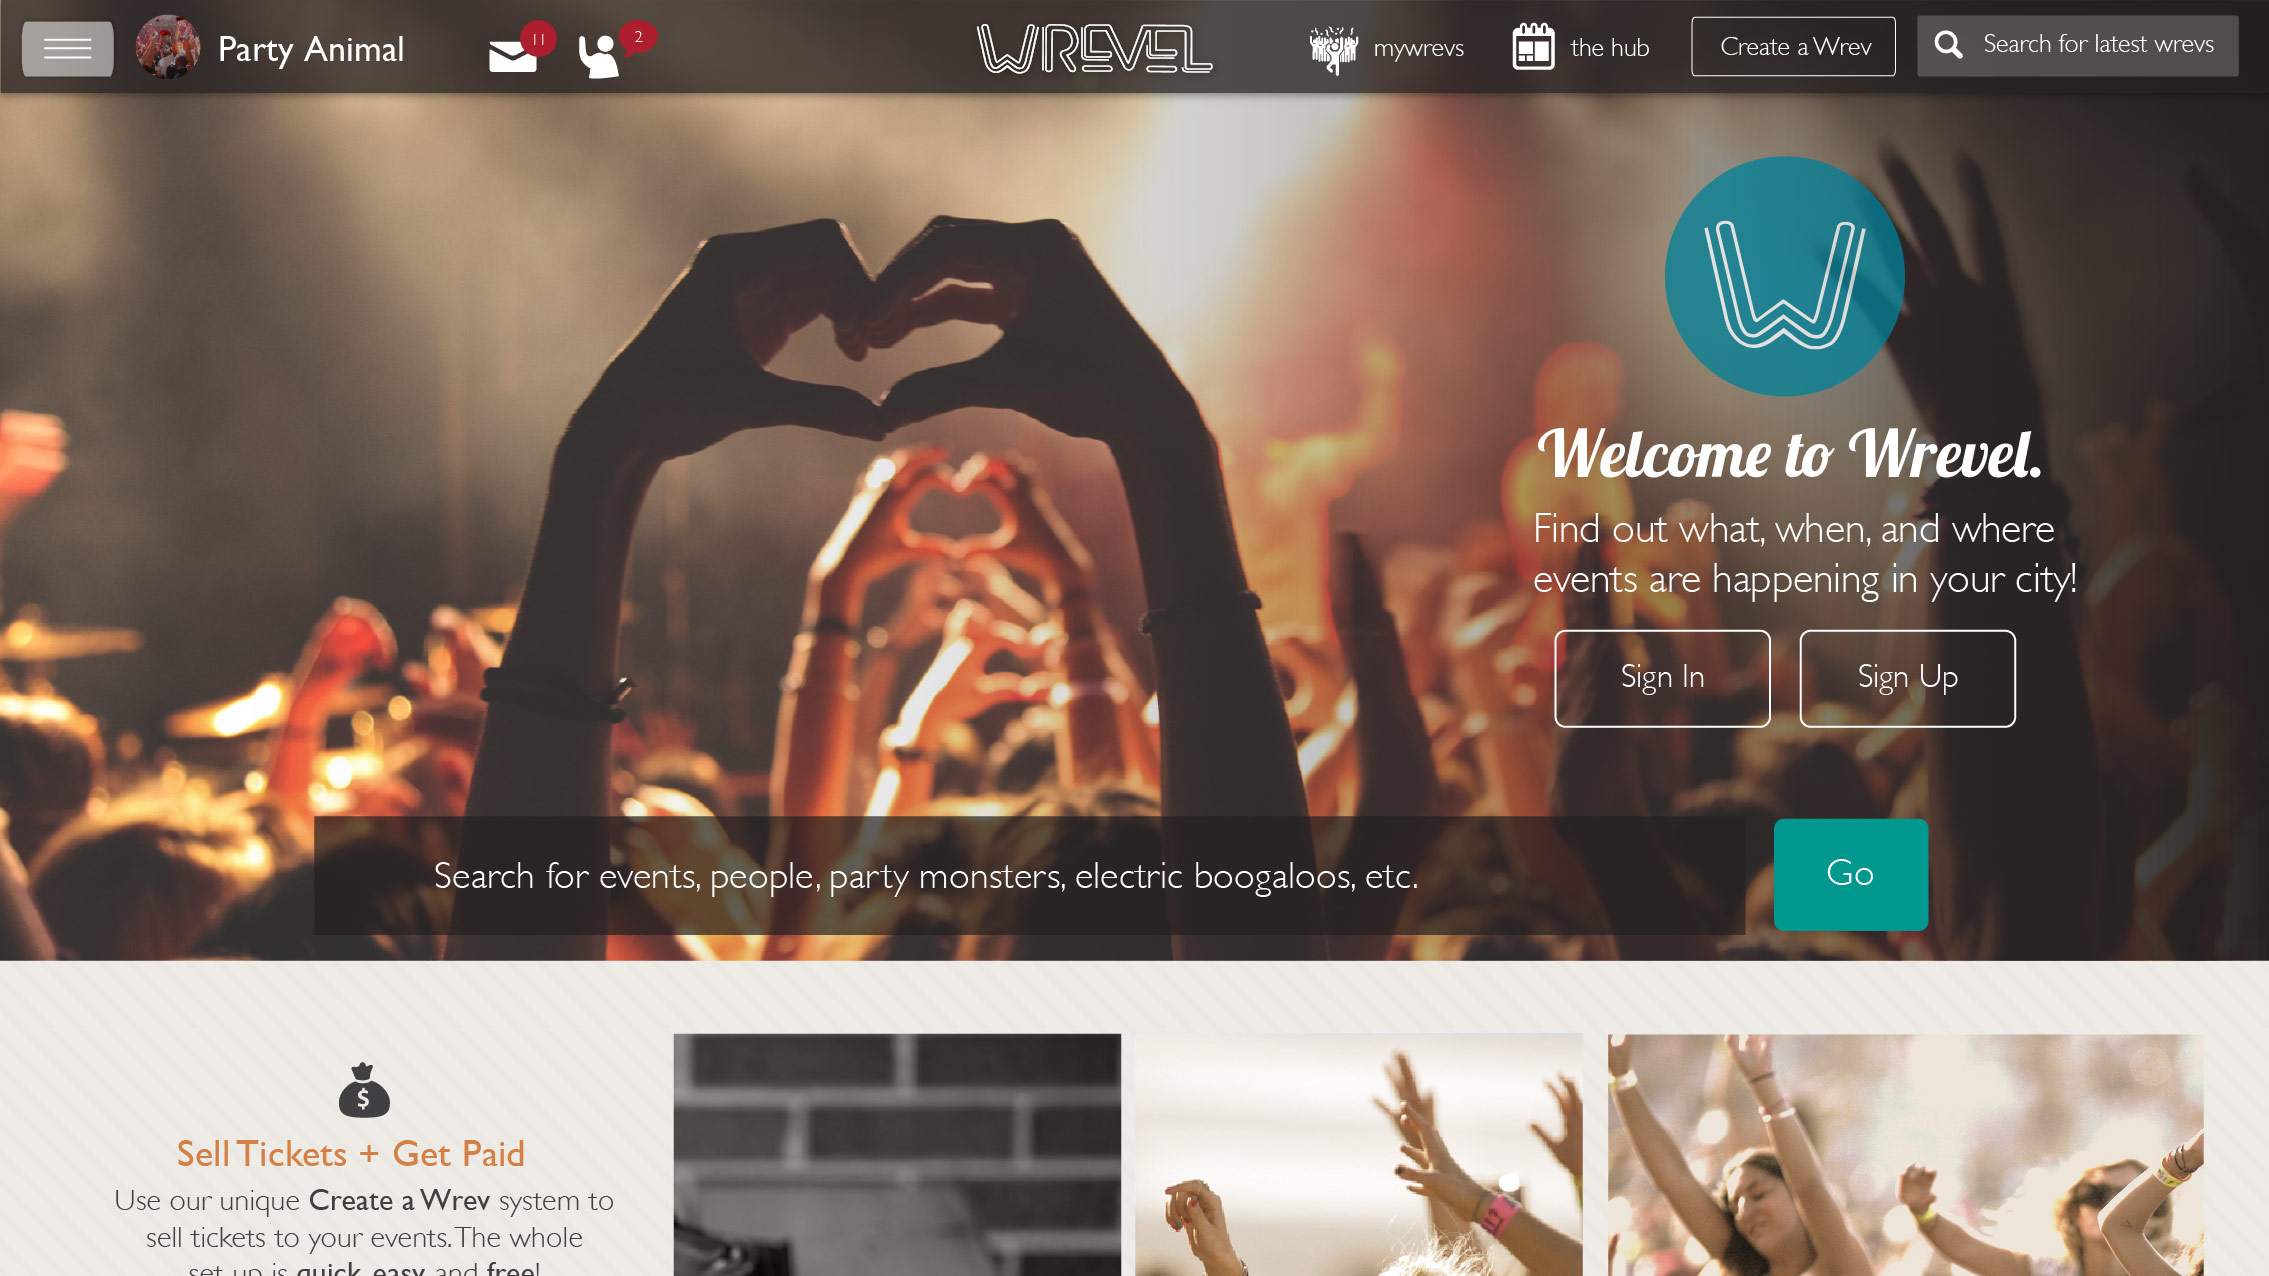 Party Animal
11
2
WREVEL
mywrevs
the hub
Create a Wrev
Search for latest wrevs
W
Welcome to Wrevel.
Find out what, when, and where
events are happening in your city!
Sign In
Sign Up
Search for events, people, party monsters, electric boogaloos, etc.
Go
$
Sell Tickets + Get Paid
Use our unique Create a Wrev system to
sell tickets to your events. The whole
set up is quick, easy, and free!